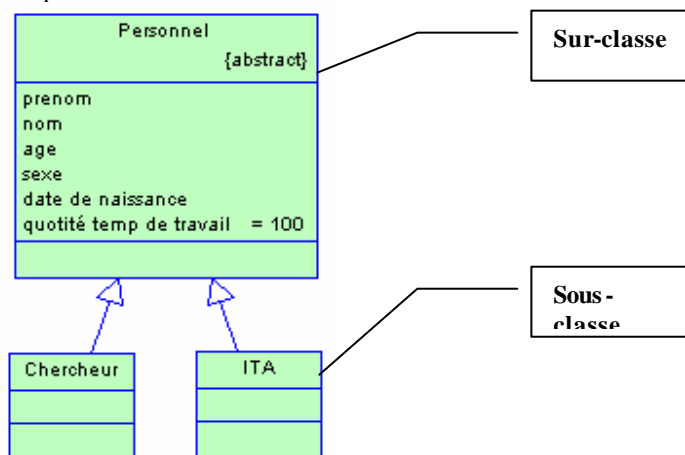 Personnel
{abstract}
Sur-classe
prenom
nom
age
sexe
date de naissance
quotité temp de travail = 100
Sous-
classe
Chercheur
ITA